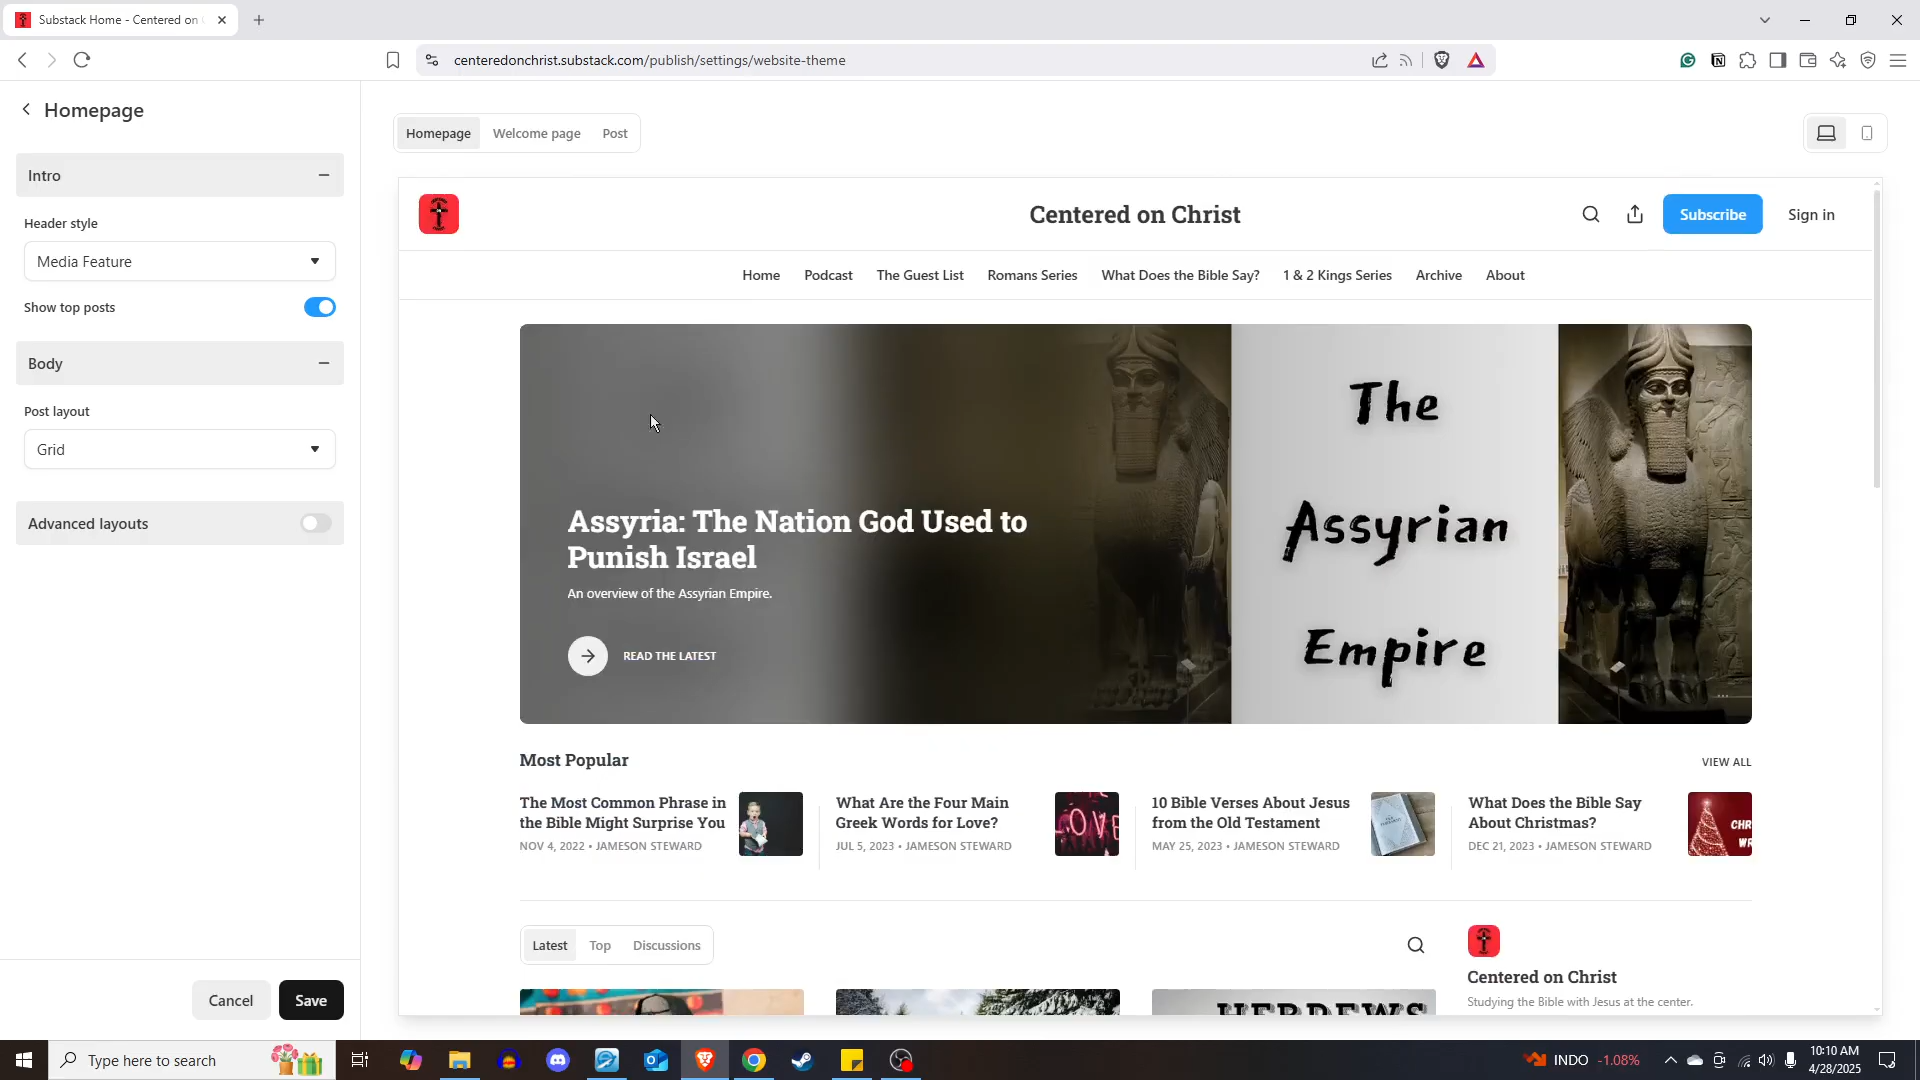 Substack Home - Centered on
centeredonchrist.substack.com/publish/settings/website-theme
Homepage
Intro
Header style
Media Feature
Show top posts
Body
Post layout
Grid
Advanced layouts
Cancel
Save
Homepage
Welcome page
Post
Centered on Christ
Subscribe
Sign in
Home
Podcast
The Guest List
Romans Series
What Does the Bible Say?
1 & 2 Kings Series
Archive
About
Assyria: The Nation God Used to
Punish Israel
An overview of the Assyrian Empire.
READ THE LATEST
The
Assyrian
Empire
Most Popular
VIEW ALL
The Most Common Phrase in
the Bible Might Surprise You
NOV 4, 2022 • JAMESON STEWARD
What Are the Four Main
Greek Words for Love?
JUL 5, 2023 • JAMESON STEWARD
LOVE
10 Bible Verses About Jesus
from the Old Testament
MAY 25, 2023 • JAMESON STEWARD
What Does the Bible Say
About Christmas?
DEC 21, 2023 • JAMESON STEWARD
CHR
Latest
Top
Discussions
HEBREWS
Centered on Christ
Studying the Bible with Jesus at the center.
Type here to search
INDO
-1.08%
10:10 AM
4/28/2025